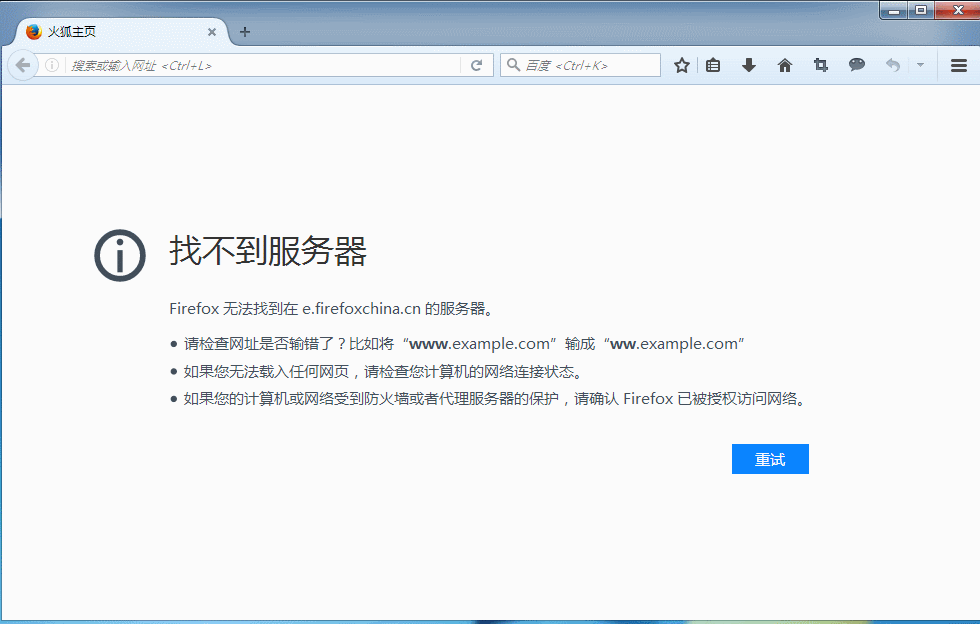 火狐主页
搜索或输入网址 <Ctrl+L>
百度 <Ctrl+K>
找不到服务器
Firefox 无法找到在 e.firefoxchina.cn 的服务器。
请检查网址是否输错了？比如将“www.example.com”输成“ww.example.com”
如果您无法载入任何网页，请检查您计算机的网络连接状态。
如果您的计算机或网络受到防火墙或者代理服务器的保护，请确认 Firefox 已被授权访问网络。
重试